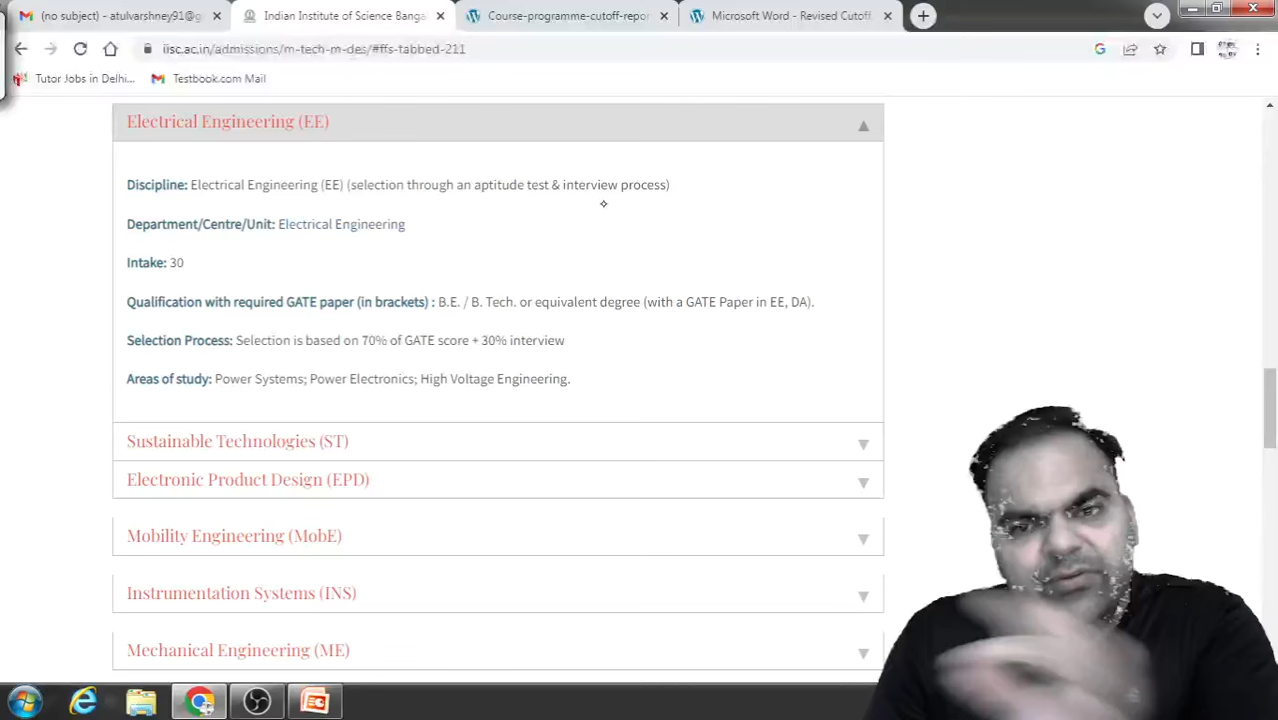 (no subject) - atulvarshney91@g
Indian Institute of Science Banga
Course-programme-cutoff-repor
Microsoft Word - Revised Cutoff
iisc.ac.in/admissions/m-tech-m-des/#ffs-tabbed-211
Tutor Jobs in Delhi...
Testbook.com Mail
Electrical Engineering (EE)
Discipline: Electrical Engineering (EE) (selection through an aptitude test & interview process)
Department/Centre/Unit: Electrical Engineering
Intake: 30
Qualification with required GATE paper (in brackets) : B.E. / B. Tech. or equivalent degree (with a GATE Paper in EE, DA).
Selection Process: Selection is based on 70% of GATE score + 30% interview
Areas of study: Power Systems; Power Electronics; High Voltage Engineering.
Sustainable Technologies (ST)
Electronic Product Design (EPD)
Mobility Engineering (MobE)
Instrumentation Systems (INS)
Mechanical Engineering (ME)